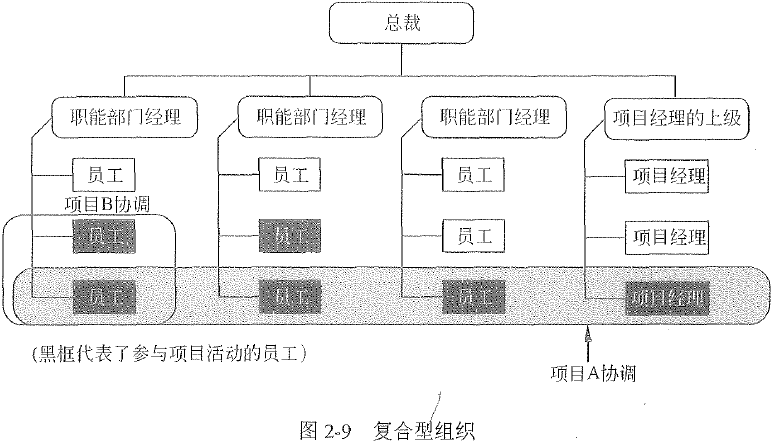 总裁
职能部门经理 职能部门经理 职能部门经理 项目经理的上级
员工 员工 员工 项目经理
项目B协调
员工 员工 员工 项目经理
员工 员工 员工 项目经理
(黑框代表了参与项目活动的员工)
项目A协调
图 2-9 复合型组织